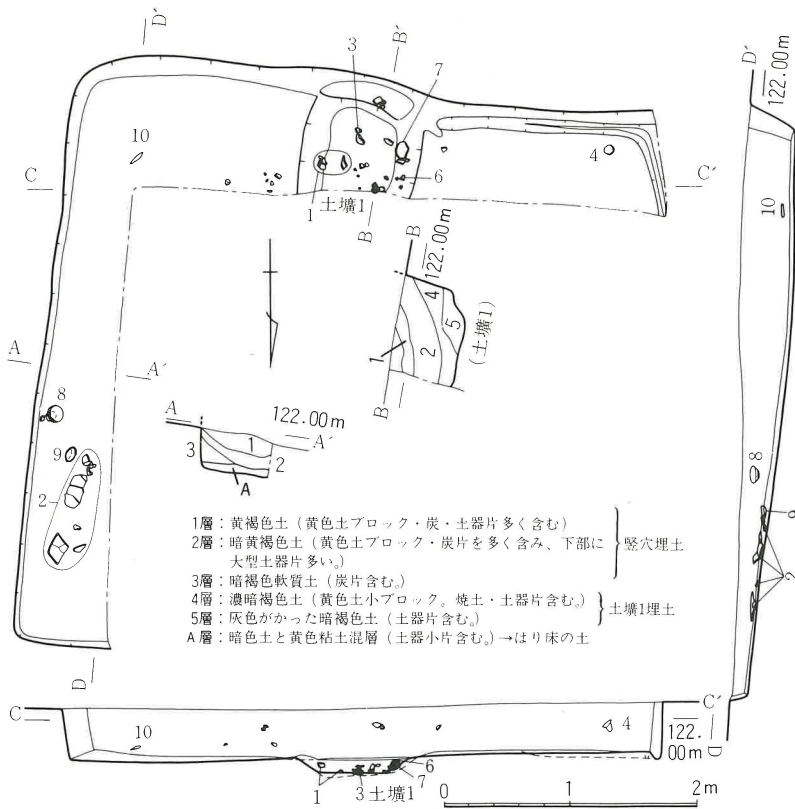 D′
B′
3
7
10
4
C
C′
6
1
土壙1
B
B
122.00m
4
5
2
1
(土壙1)
B
A
A′
8
9
2
A
122.00m
A′
3
1
2
A
1層：黄褐色土（黄色土ブロック・炭・土器片多く含む）
2層：暗黄褐色土（黄色土ブロック・炭片を多く含み、下部に
大型土器片多い。）
3層：暗褐色軟質土（炭片含む。）
竪穴埋土
4層：濃暗褐色土（黄色土小ブロック。焼土・土器片含む。）
5層：灰色がかった暗褐色土（土器片含む。）
土壙1埋土
A層：暗色土と黄色粘土混層（土器小片含む。）→はり床の土
D
D′
122.00m
10
8
9
2
D
C
C′
10
4
122.
00m
6
7
1
3
土壙1
0
1
2m